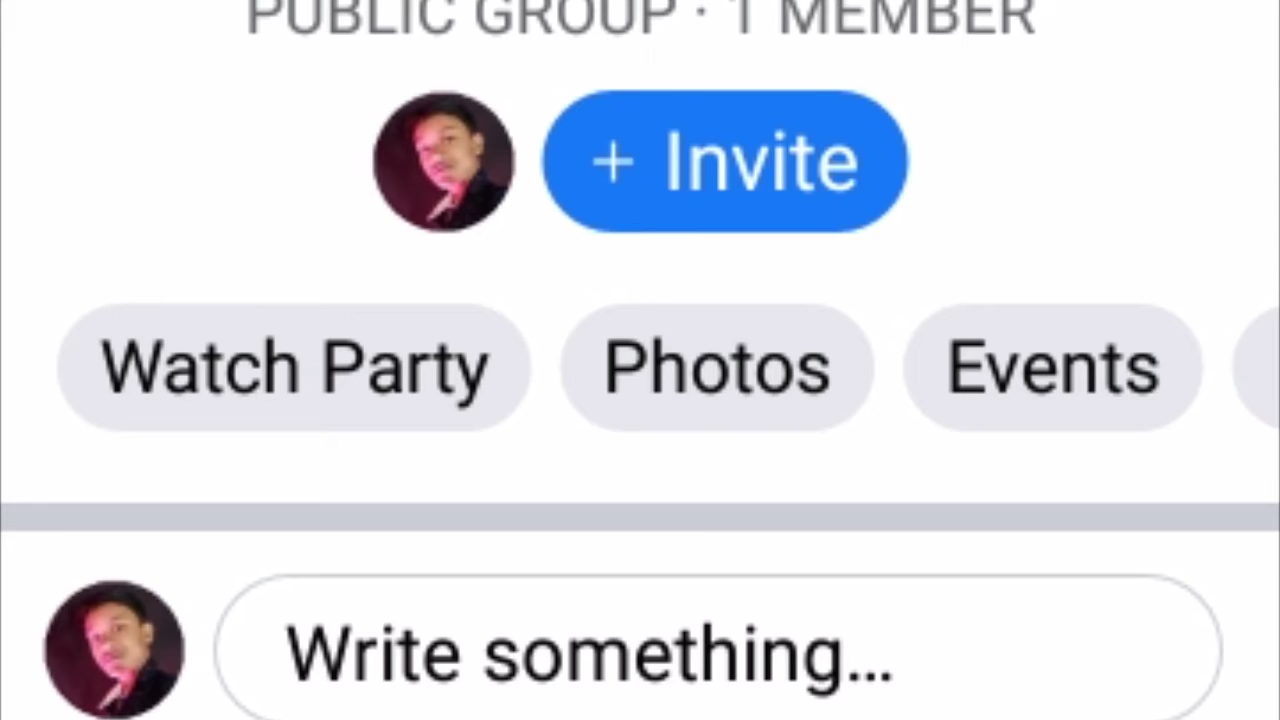 PUBLIC GROUP · 1 MEMBER
+ Invite
Watch Party Photos Events
Write something...